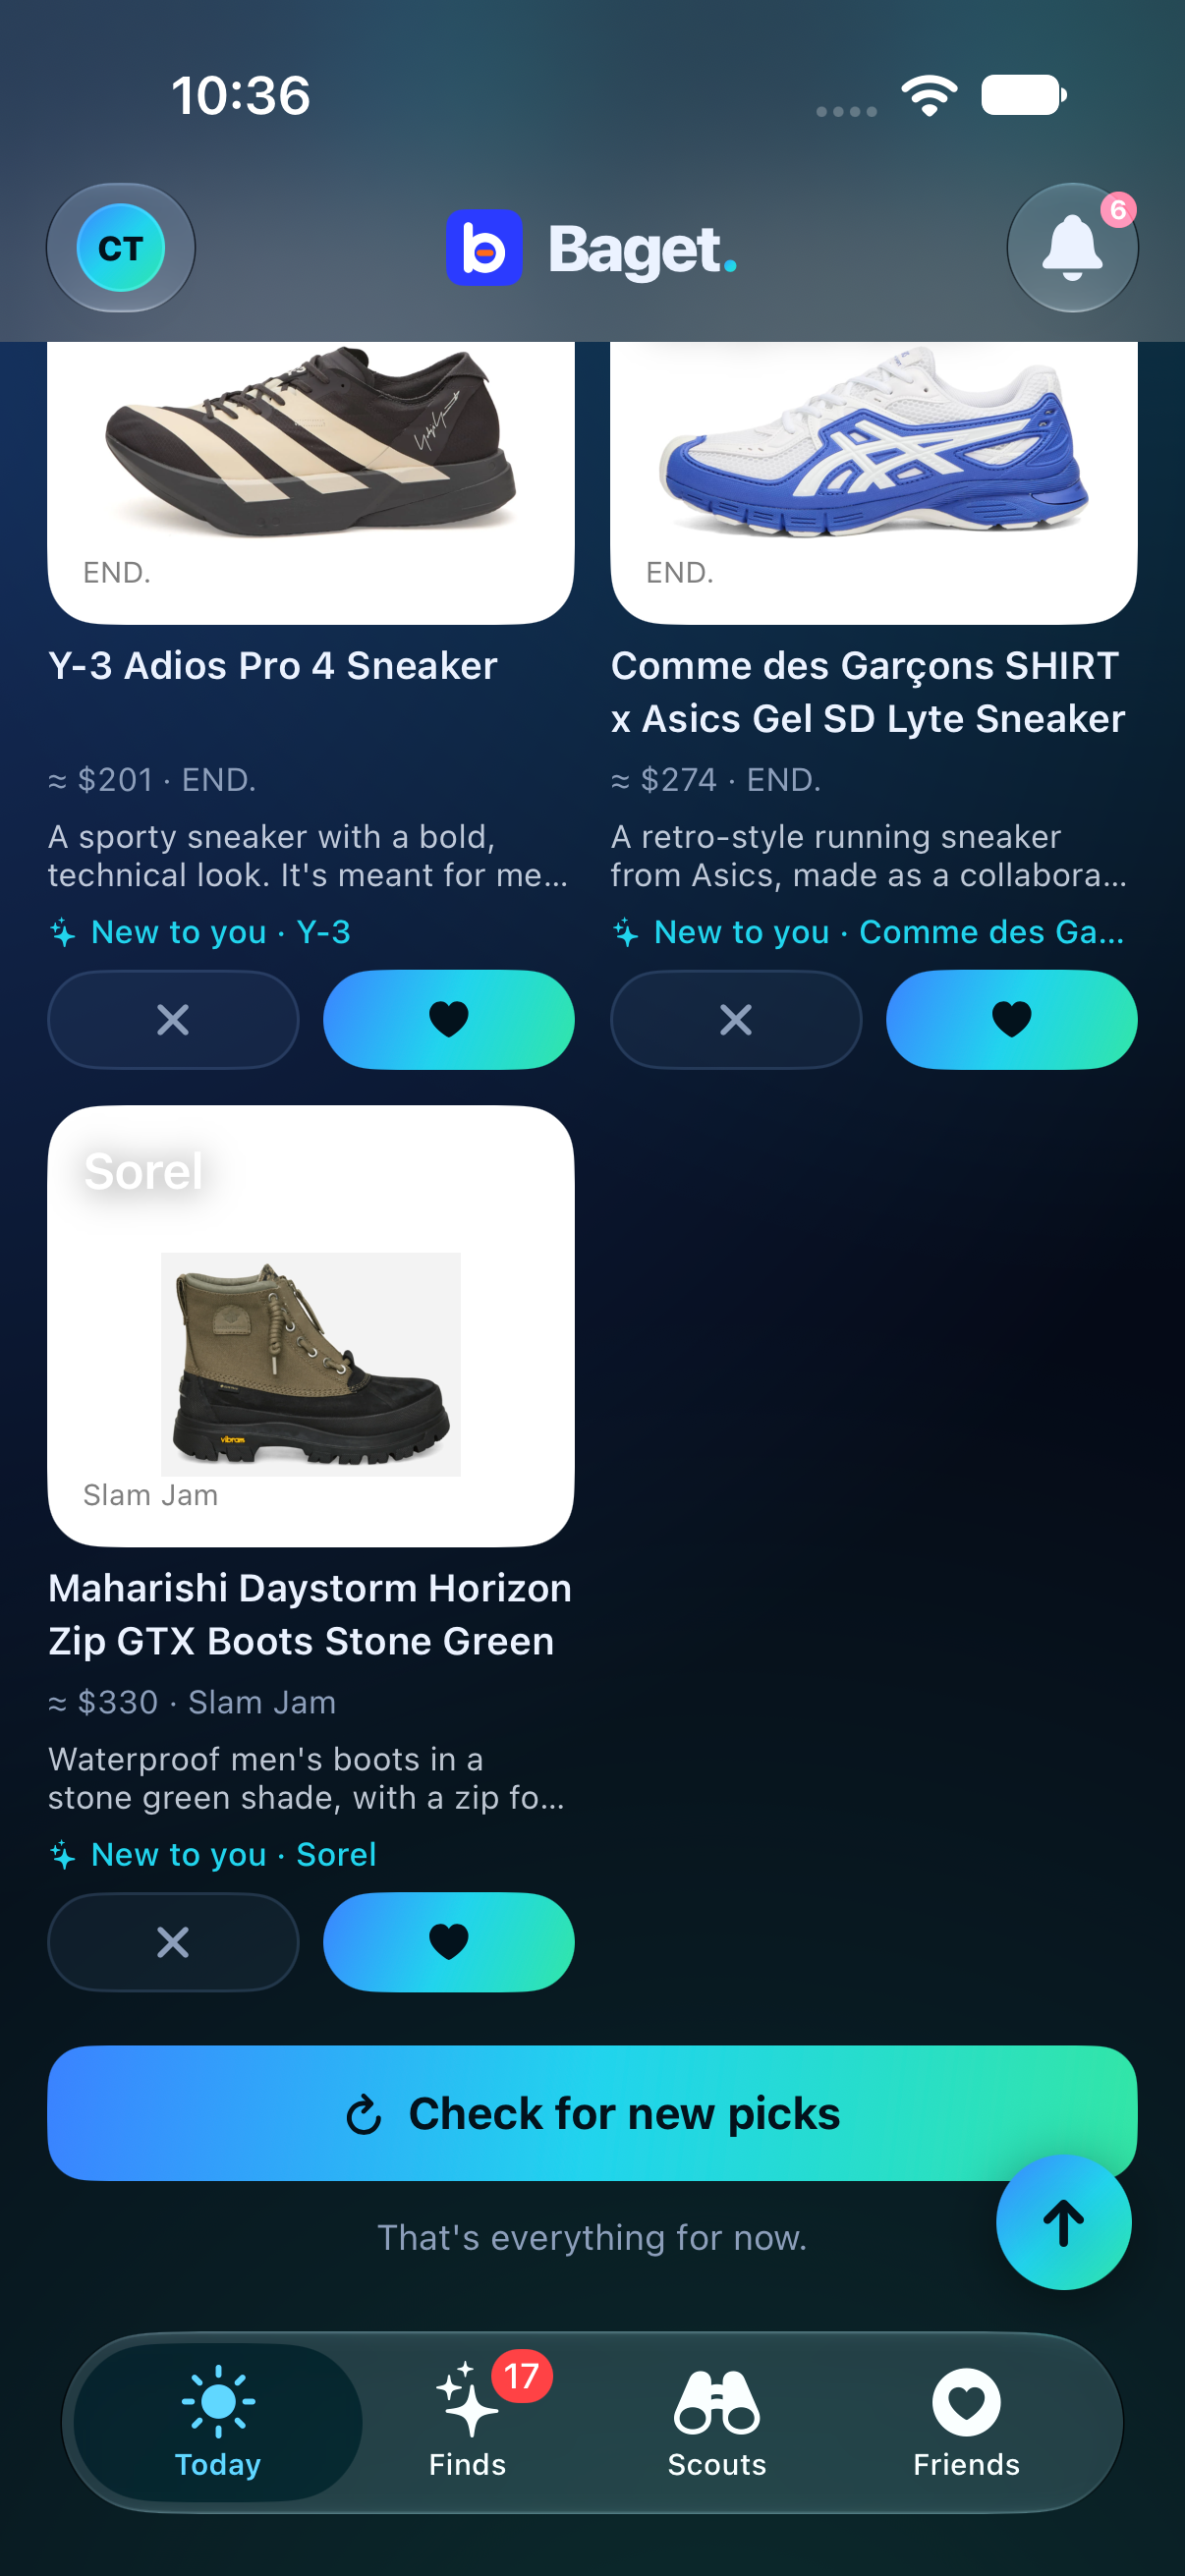 10:36
CT
Baget.
6
END.
END.
Y-3 Adios Pro 4 Sneaker
Comme des Garçons SHIRT
x Asics Gel SD Lyte Sneaker
≈ $201 · END.
≈ $274 · END.
A sporty sneaker with a bold,
technical look. It's meant for me...
A retro-style running sneaker
from Asics, made as a collabora...
New to you · Y-3
New to you · Comme des Ga...
Sorel
vibram
Slam Jam
Maharishi Daystorm Horizon
Zip GTX Boots Stone Green
≈ $330 · Slam Jam
Waterproof men's boots in a
stone green shade, with a zip fo...
New to you · Sorel
Check for new picks
That's everything for now.
17
Today
Finds
Scouts
Friends